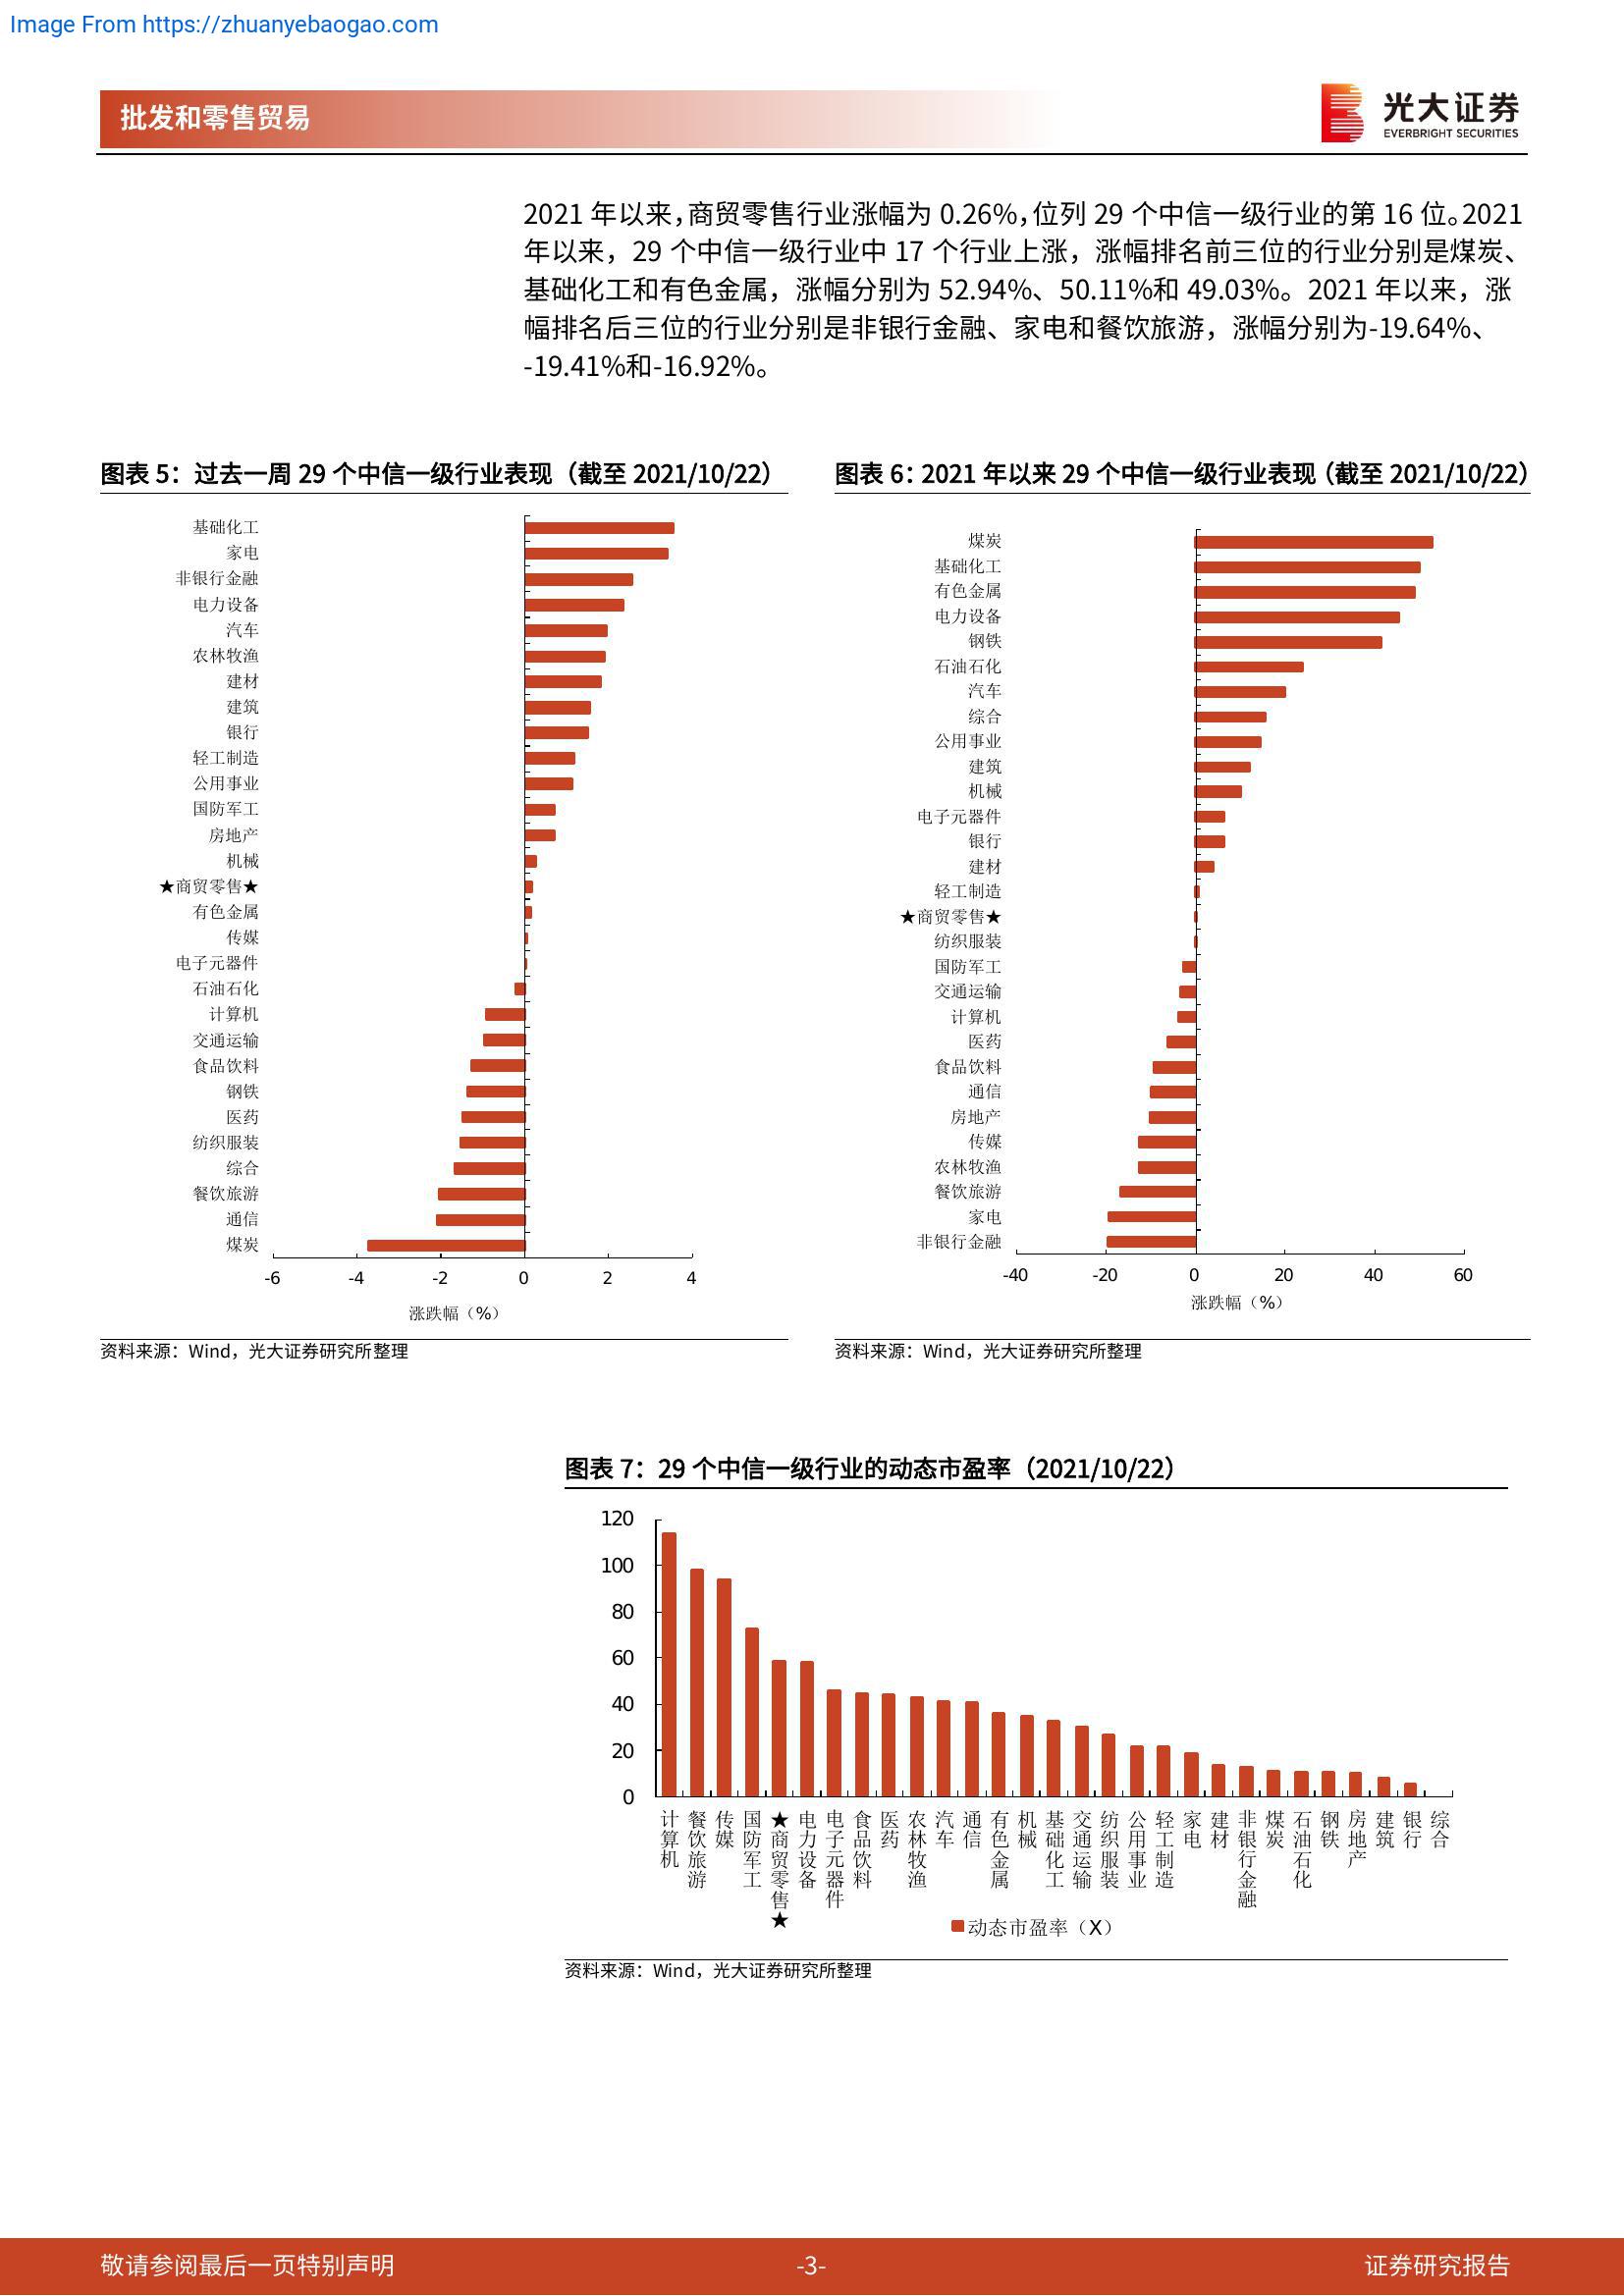 Image From https://zhuanyebaogao.com
批发和零售贸易
光大证券
EVERBRIGHT SECURITIES
2021 年以来，商贸零售行业涨幅为 0.26%，位列 29 个中信一级行业的第 16 位。2021
年以来，29 个中信一级行业中 17 个行业上涨，涨幅排名前三位的行业分别是煤炭、
基础化工和有色金属，涨幅分别为 52.94%、50.11%和 49.03%。2021 年以来，涨
幅排名后三位的行业分别是非银行金融、家电和餐饮旅游，涨幅分别为-19.64%、
-19.41%和-16.92%。
图表 5：过去一周 29 个中信一级行业表现（截至 2021/10/22）
基础化工
家电
非银行金融
电力设备
汽车
农林牧渔
建材
建筑
银行
轻工制造
公用事业
国防军工
房地产
机械
★商贸零售★
有色金属
传媒
电子元器件
石油石化
计算机
交通运输
食品饮料
钢铁
医药
纺织服装
综合
餐饮旅游
通信
煤炭
-6 -4 -2 0 2 4
涨跌幅（%）
资料来源：Wind，光大证券研究所整理
图表 6：2021 年以来 29 个中信一级行业表现（截至 2021/10/22）
煤炭
基础化工
有色金属
电力设备
钢铁
石油石化
汽车
综合
公用事业
建筑
机械
电子元器件
银行
建材
轻工制造
★商贸零售★
纺织服装
国防军工
交通运输
计算机
医药
食品饮料
通信
房地产
传媒
农林牧渔
餐饮旅游
家电
非银行金融
-40 -20 0 20 40 60
涨跌幅（%）
资料来源：Wind，光大证券研究所整理
图表 7：29 个中信一级行业的动态市盈率（2021/10/22）
120
100
80
60
40
20
0
计算机
餐饮旅游
传媒
国防军工
★商贸零售★
电力设备
电子元器件
食品饮料
医药
农林牧渔
汽车
通信
有色金属
机械
基础化工
交通运输
纺织服装
公用事业
轻工制造
家电
建材
非银行金融
煤炭
石油石化
钢铁
房地产
建筑
银行
综合
动态市盈率（X）
资料来源：Wind，光大证券研究所整理
敬请参阅最后一页特别声明
-3-
证券研究报告